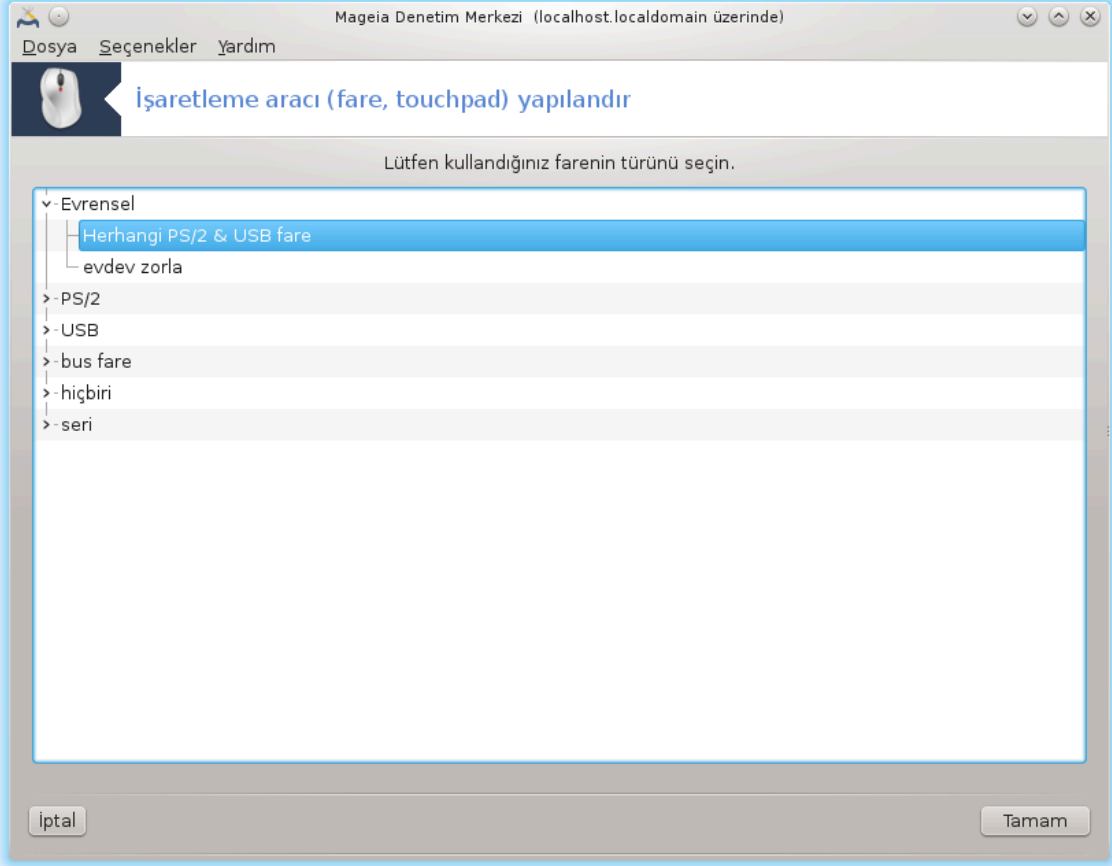 Mageia Denetim Merkezi (localhost.localdomain üzerinde)
Dosya Seçenekler Yardım
İşaretleme aracı (fare, touchpad) yapılandır
Lütfen kullandığınız farenin türünü seçin.
Evrensel
Herhangi PS/2 & USB fare
evdev zorla
PS/2
USB
bus fare
hiçbiri
seri
İptal Tamam